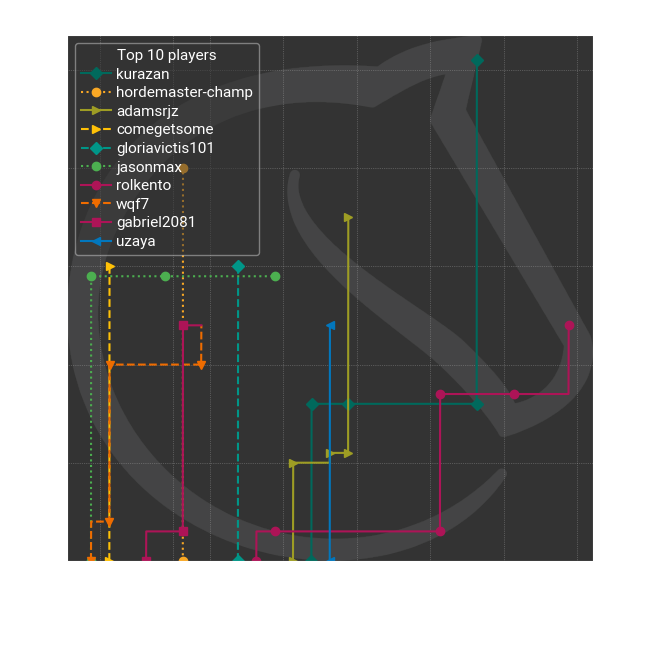 Top 10 players
kurazan
hordemaster-champ
adamsrjz
comegetsome
gloriavictis101
jasonmax
rolkento
wqf7
gabriel2081
uzaya